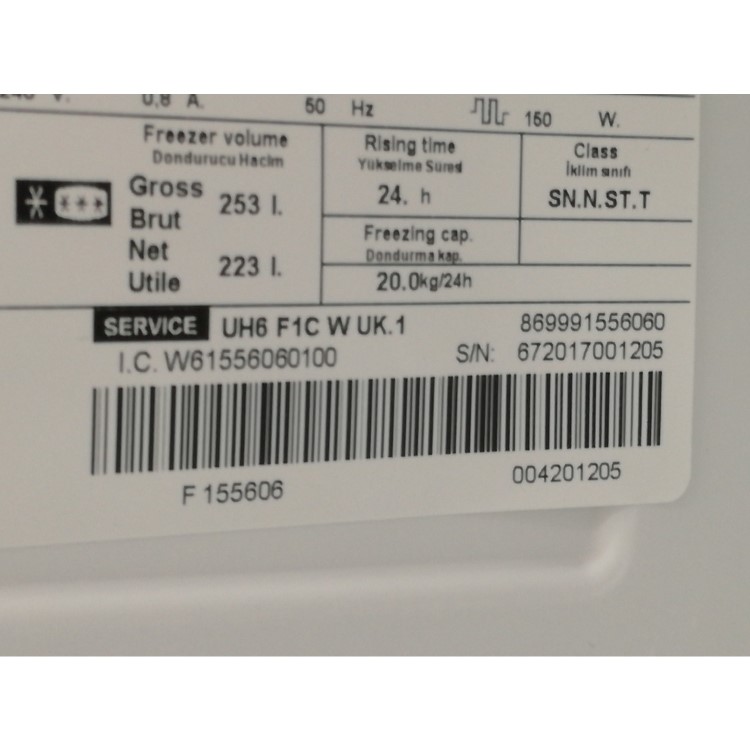 0,8 A. 50 Hz 150 W.
Freezer volume
Dondurucu Hacim
Gross 253 l.
Brut
Net 223 l.
Utile
Rising time
Yükselme Süresi
24. h
Freezing cap.
Dondurma kap.
20.0kg/24h
Class
İklim sınıfı
SN.N.ST.T
SERVICE UH6 F1C W UK.1 869991556060
I.C. W61556060100 S/N: 672017001205
F 155606 004201205